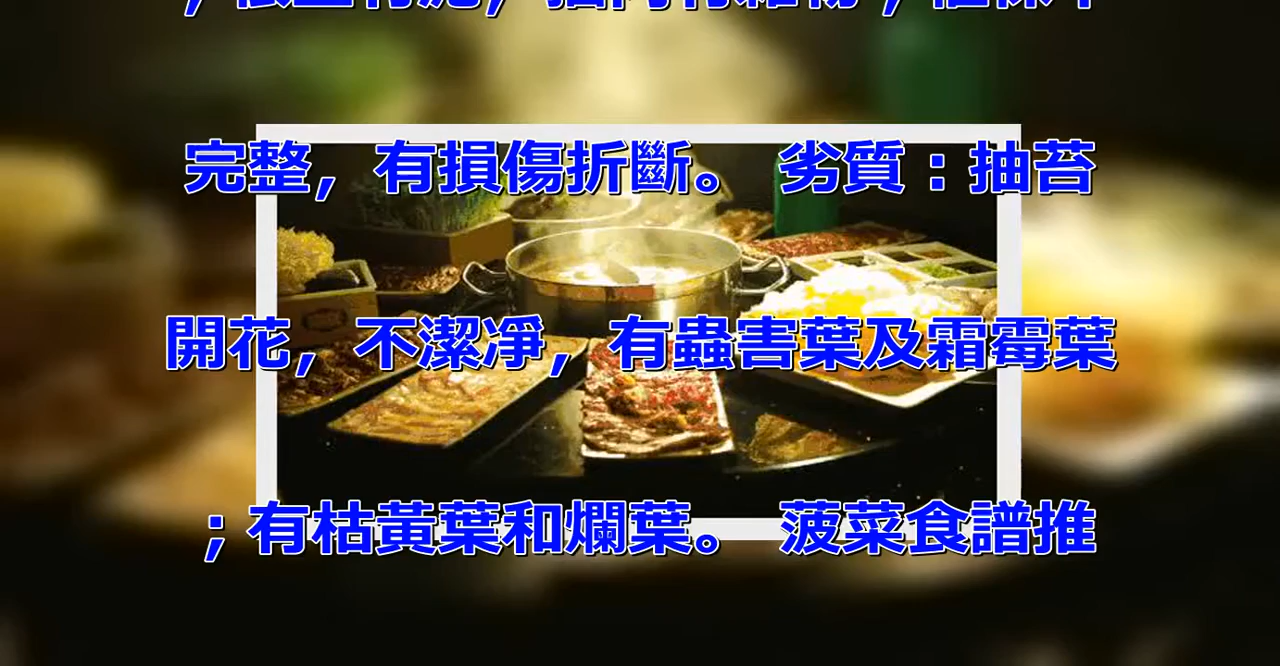 完整，有損傷折斷。 劣質：抽苔
開花，不潔凈，有蟲害葉及霜霉葉
；有枯黃葉和爛葉。 菠菜食譜推